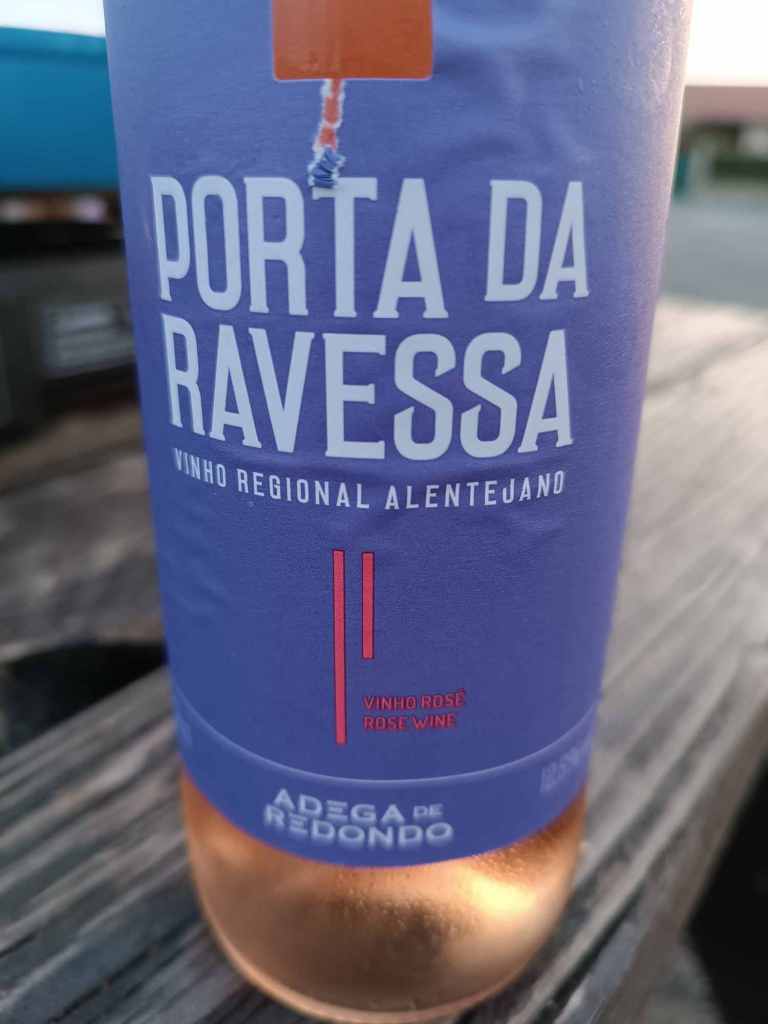 PORTA DA
RAVESSA
VINHO REGIONAL ALENTEJANO
VINHO ROSÉ
ROSE WINE
ADEGA DE
REDONDO